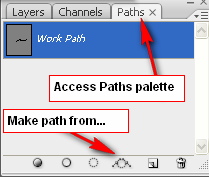 Layers Channels Paths ×
Work Path
Access Paths palette
Make path from...